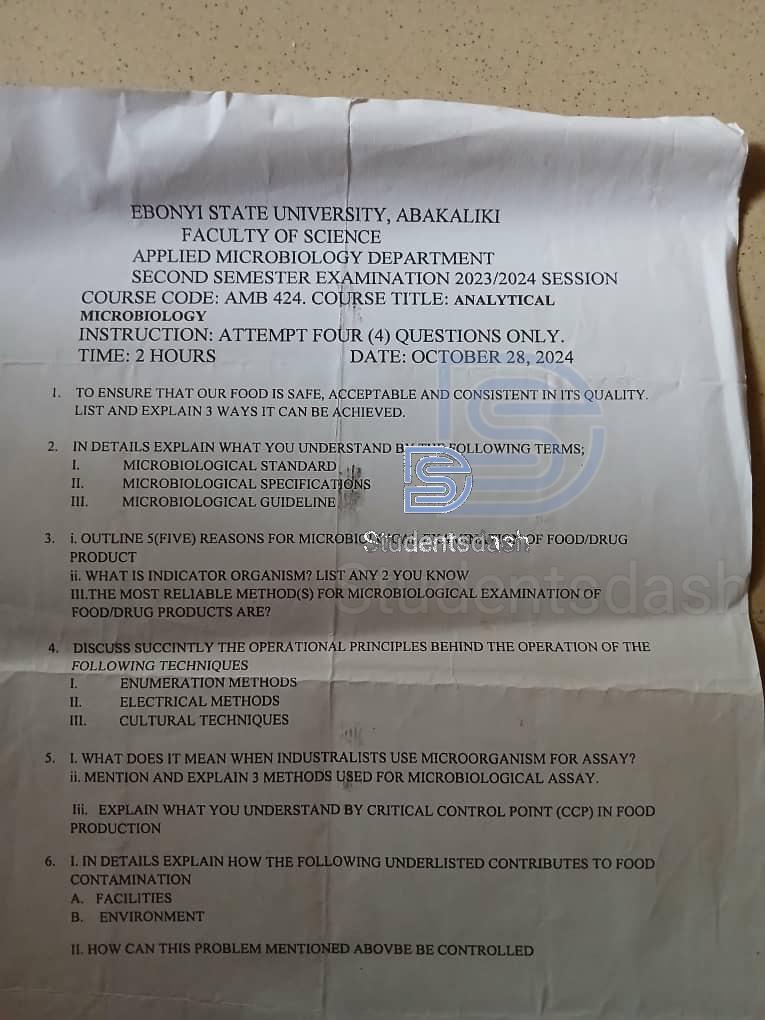 EBONYI STATE UNIVERSITY, ABAKALIKI
FACULTY OF SCIENCE
APPLIED MICROBIOLOGY DEPARTMENT
SECOND SEMESTER EXAMINATION 2023/2024 SESSION
COURSE CODE: AMB 424. COURSE TITLE: ANALYTICAL
MICROBIOLOGY
INSTRUCTION: ATTEMPT FOUR (4) QUESTIONS ONLY.
TIME: 2 HOURS DATE: OCTOBER 28, 2024
1. TO ENSURE THAT OUR FOOD IS SAFE, ACCEPTABLE AND CONSISTENT IN ITS QUALITY.
LIST AND EXPLAIN 3 WAYS IT CAN BE ACHIEVED.
2. IN DETAILS EXPLAIN WHAT YOU UNDERSTAND BY THE FOLLOWING TERMS;
I. MICROBIOLOGICAL STANDARD
II. MICROBIOLOGICAL SPECIFICATIONS
III. MICROBIOLOGICAL GUIDELINE
3. i. OUTLINE 5(FIVE) REASONS FOR MICROBIOLOGICAL EXAMINATION OF FOOD/DRUG
PRODUCT
ii. WHAT IS INDICATOR ORGANISM? LIST ANY 2 YOU KNOW
III.THE MOST RELIABLE METHOD(S) FOR MICROBIOLOGICAL EXAMINATION OF
FOOD/DRUG PRODUCTS ARE?
4. DISCUSS SUCCINTLY THE OPERATIONAL PRINCIPLES BEHIND THE OPERATION OF THE
FOLLOWING TECHNIQUES
I. ENUMERATION METHODS
II. ELECTRICAL METHODS
III. CULTURAL TECHNIQUES
5. I. WHAT DOES IT MEAN WHEN INDUSTRALISTS USE MICROORGANISM FOR ASSAY?
ii. MENTION AND EXPLAIN 3 METHODS USED FOR MICROBIOLOGICAL ASSAY.
Iii. EXPLAIN WHAT YOU UNDERSTAND BY CRITICAL CONTROL POINT (CCP) IN FOOD
PRODUCTION
6. I. IN DETAILS EXPLAIN HOW THE FOLLOWING UNDERLISTED CONTRIBUTES TO FOOD
CONTAMINATION
A. FACILITIES
B. ENVIRONMENT
II. HOW CAN THIS PROBLEM MENTIONED ABOVBE BE CONTROLLED
Studentsdash
Studentsdash